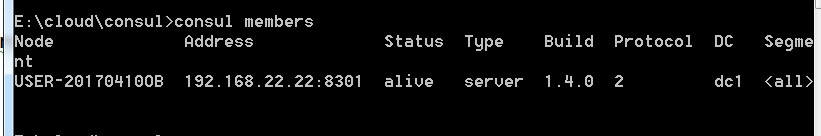 E:\cloud\consul>consul members
Node Address Status Type Build Protocol DC Segme
nt
USER-20170410OB 192.168.22.22:8301 alive server 1.4.0 2 dc1 <all>